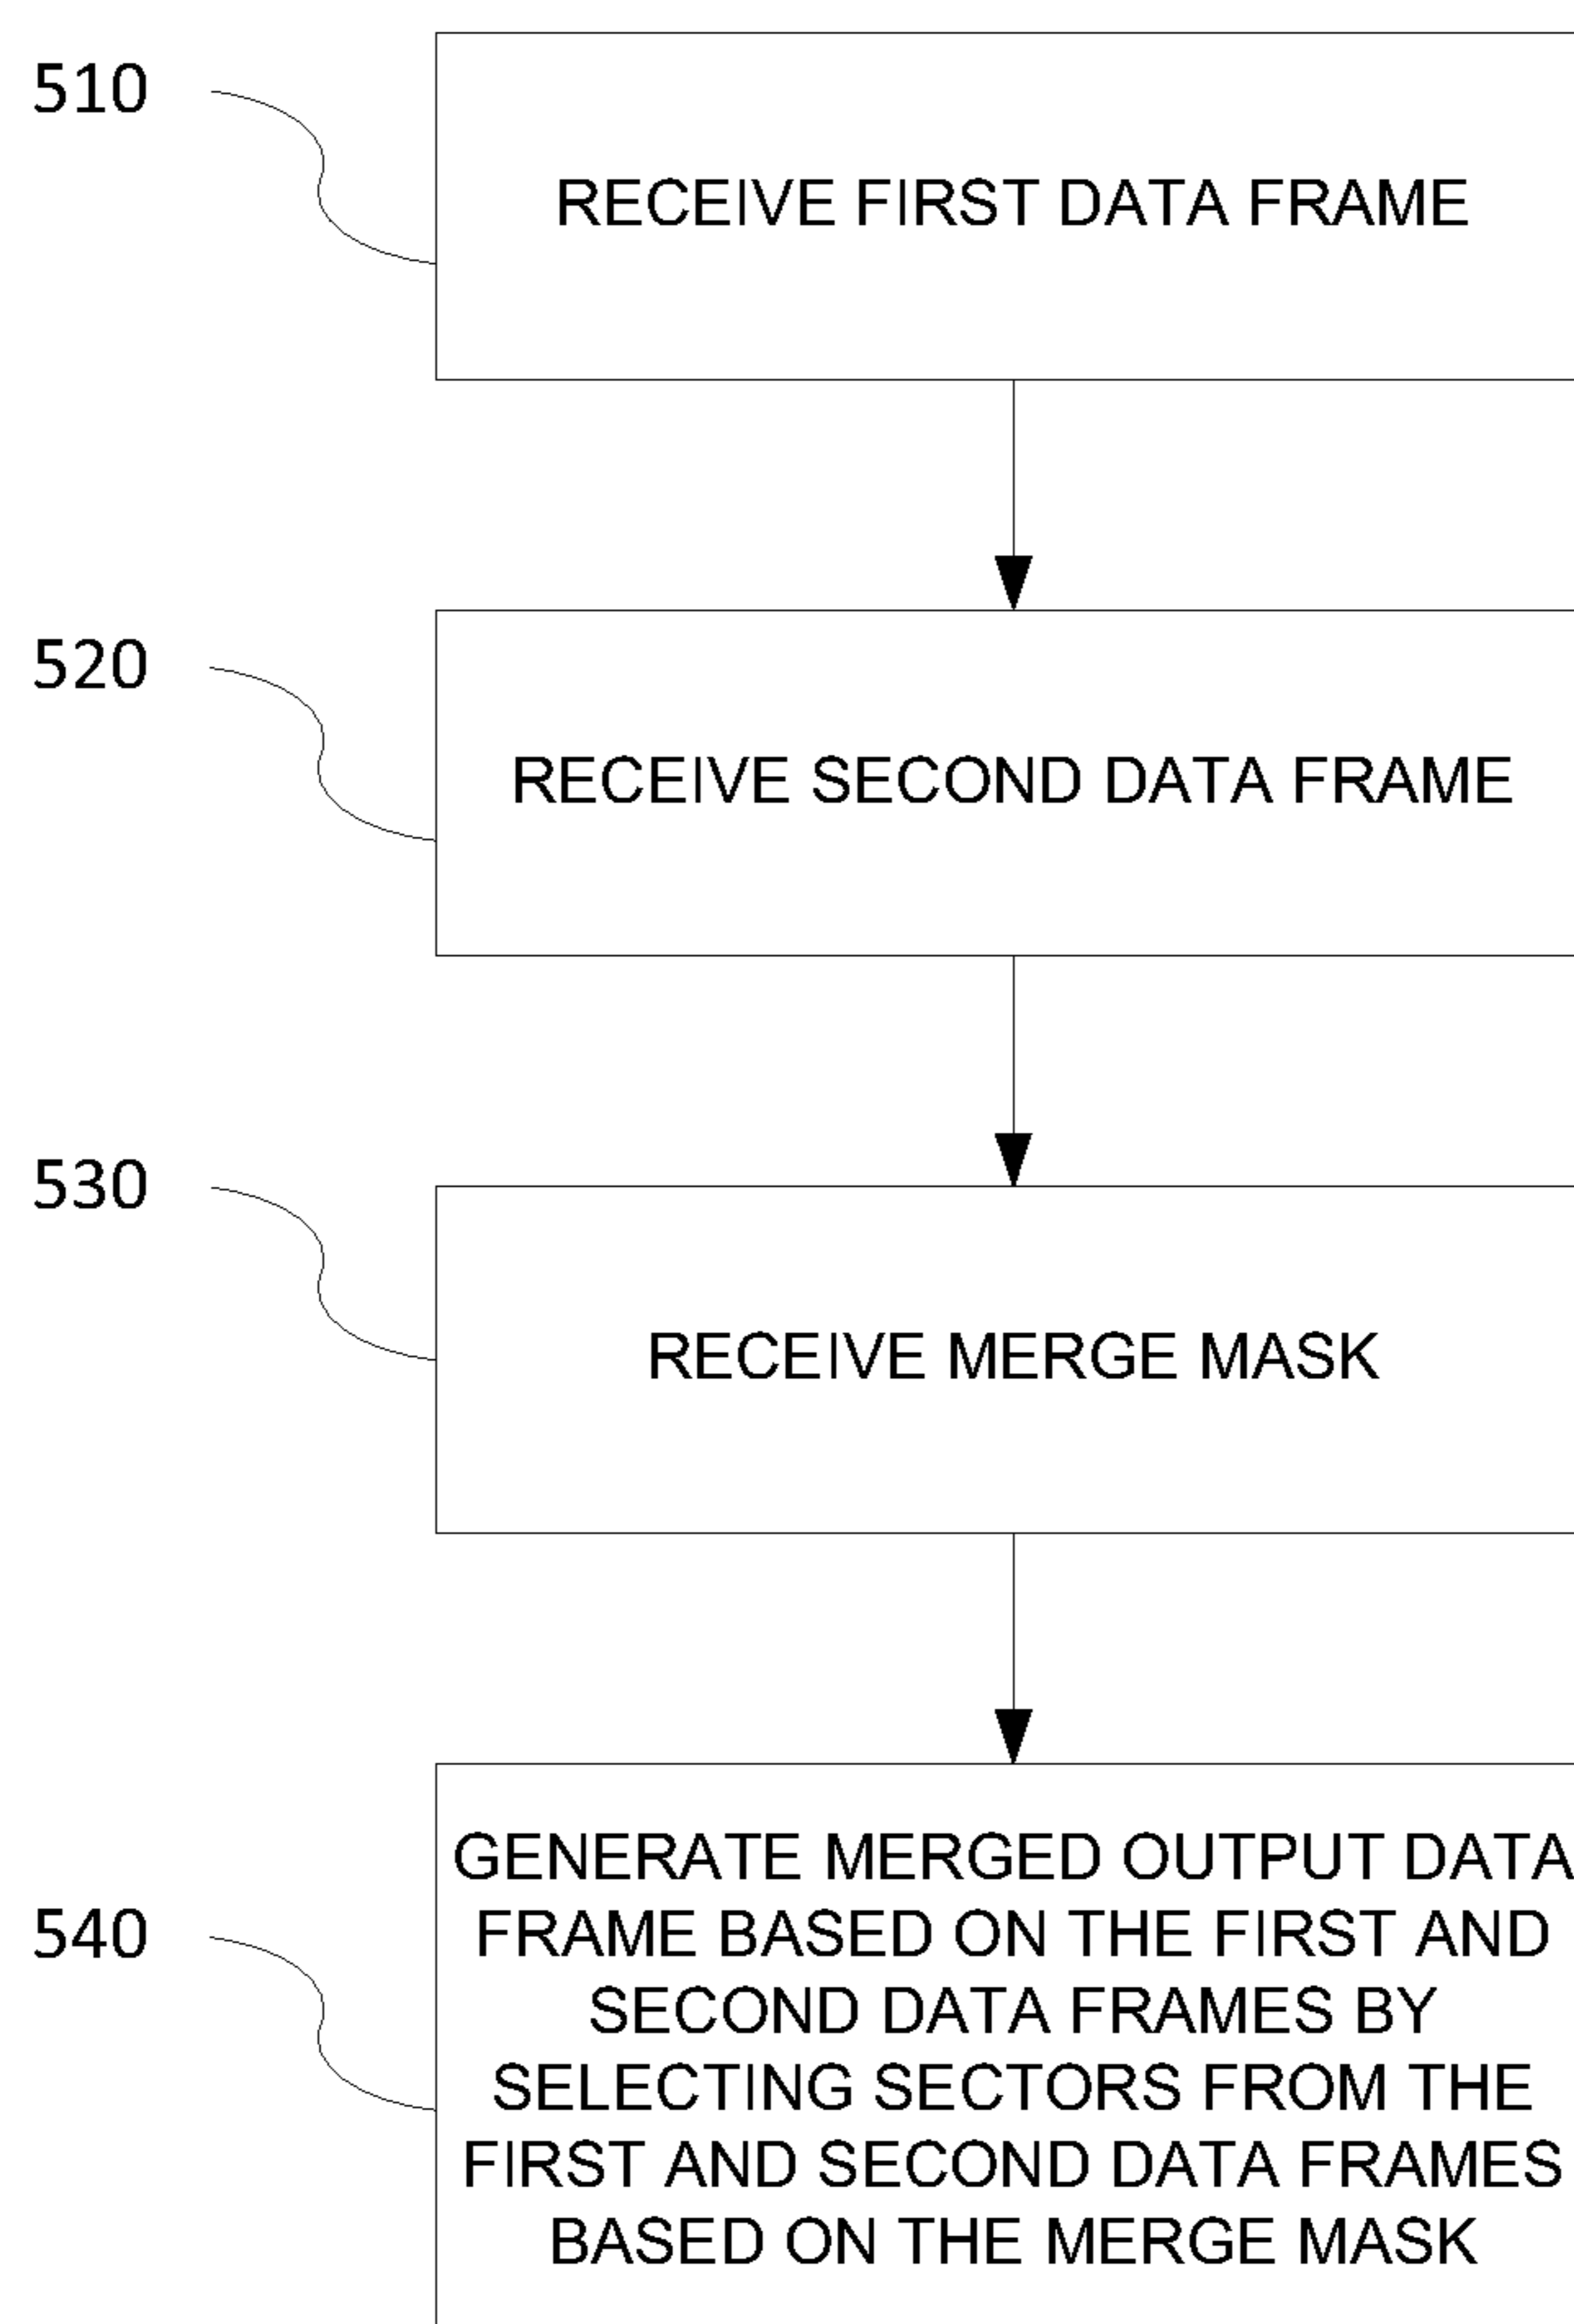 510
RECEIVE FIRST DATA FRAME
520
RECEIVE SECOND DATA FRAME
530
RECEIVE MERGE MASK
540
GENERATE MERGED OUTPUT DATA
FRAME BASED ON THE FIRST AND
SECOND DATA FRAMES BY
SELECTING SECTORS FROM THE
FIRST AND SECOND DATA FRAMES
BASED ON THE MERGE MASK